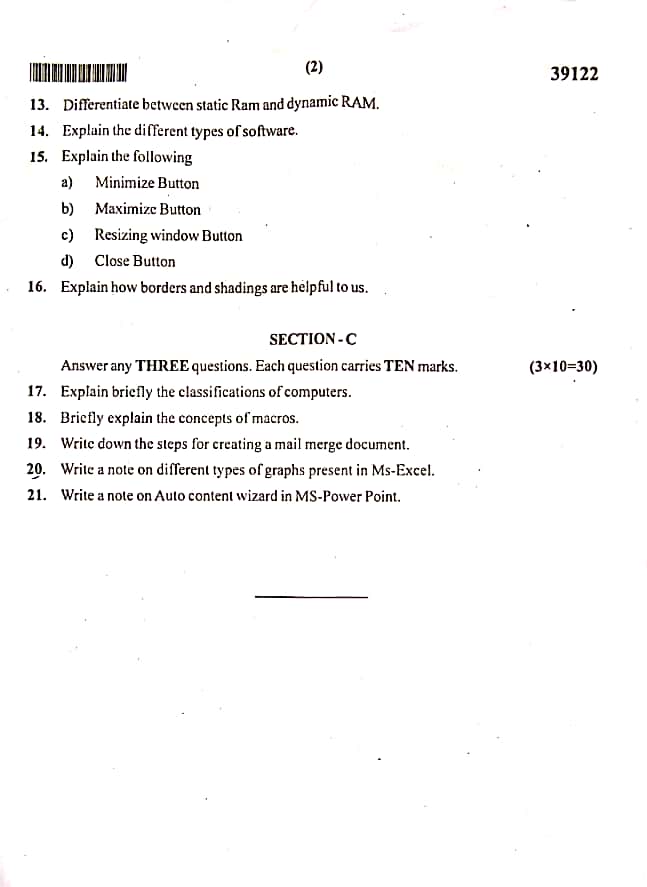 (2)
39122
13. Differentiate between static Ram and dynamic RAM.
14. Explain the different types of software.
15. Explain the following
a) Minimize Button
b) Maximize Button
c) Resizing window Button
d) Close Button
16. Explain how borders and shadings are helpful to us.
SECTION - C
Answer any THREE questions. Each question carries TEN marks. (3×10=30)
17. Explain briefly the classifications of computers.
18. Briefly explain the concepts of macros.
19. Write down the steps for creating a mail merge document.
20. Write a note on different types of graphs present in Ms-Excel.
21. Write a note on Auto content wizard in MS-Power Point.